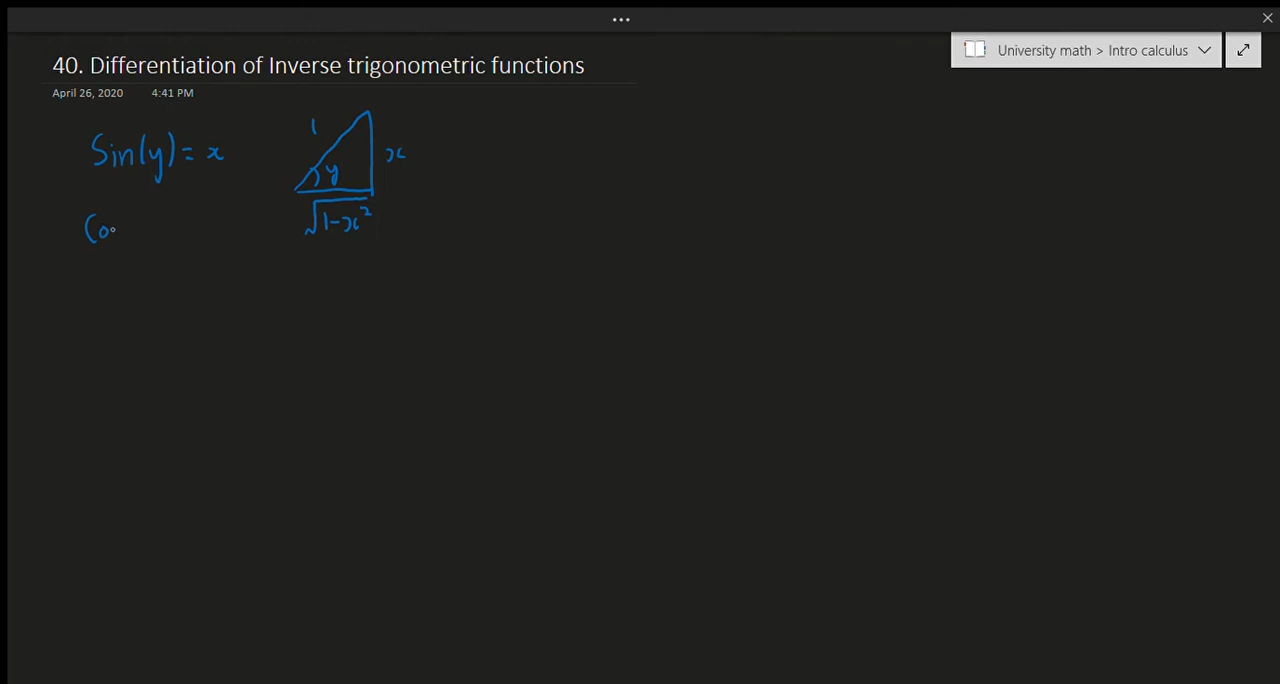 ...
University math > Intro calculus
40. Differentiation of Inverse trigonometric functions
April 26, 2020 4:41 PM
Sin(y) = x
1
y
x
√1-x²
(o